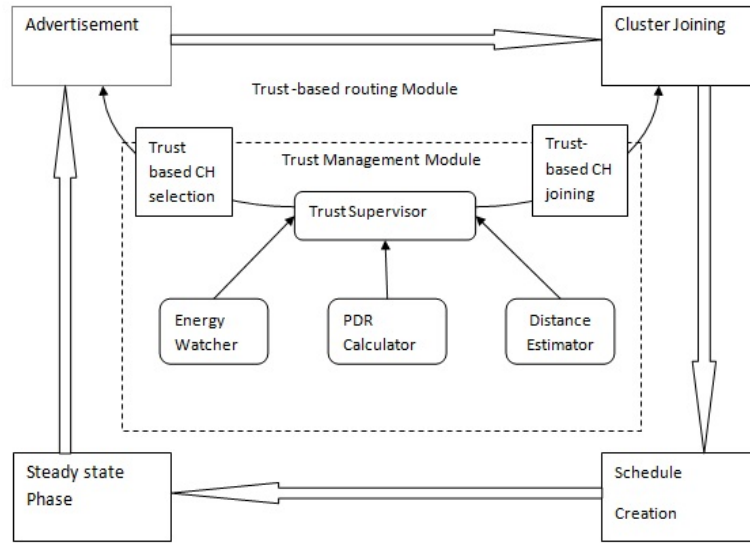 Advertisement
Cluster Joining
Trust-based routing Module
Trust
based CH
selection
Trust Management Module
Trust-
based CH
joining
Trust Supervisor
Energy
Watcher
PDR
Calculator
Distance
Estimator
Steady state
Phase
Schedule
Creation